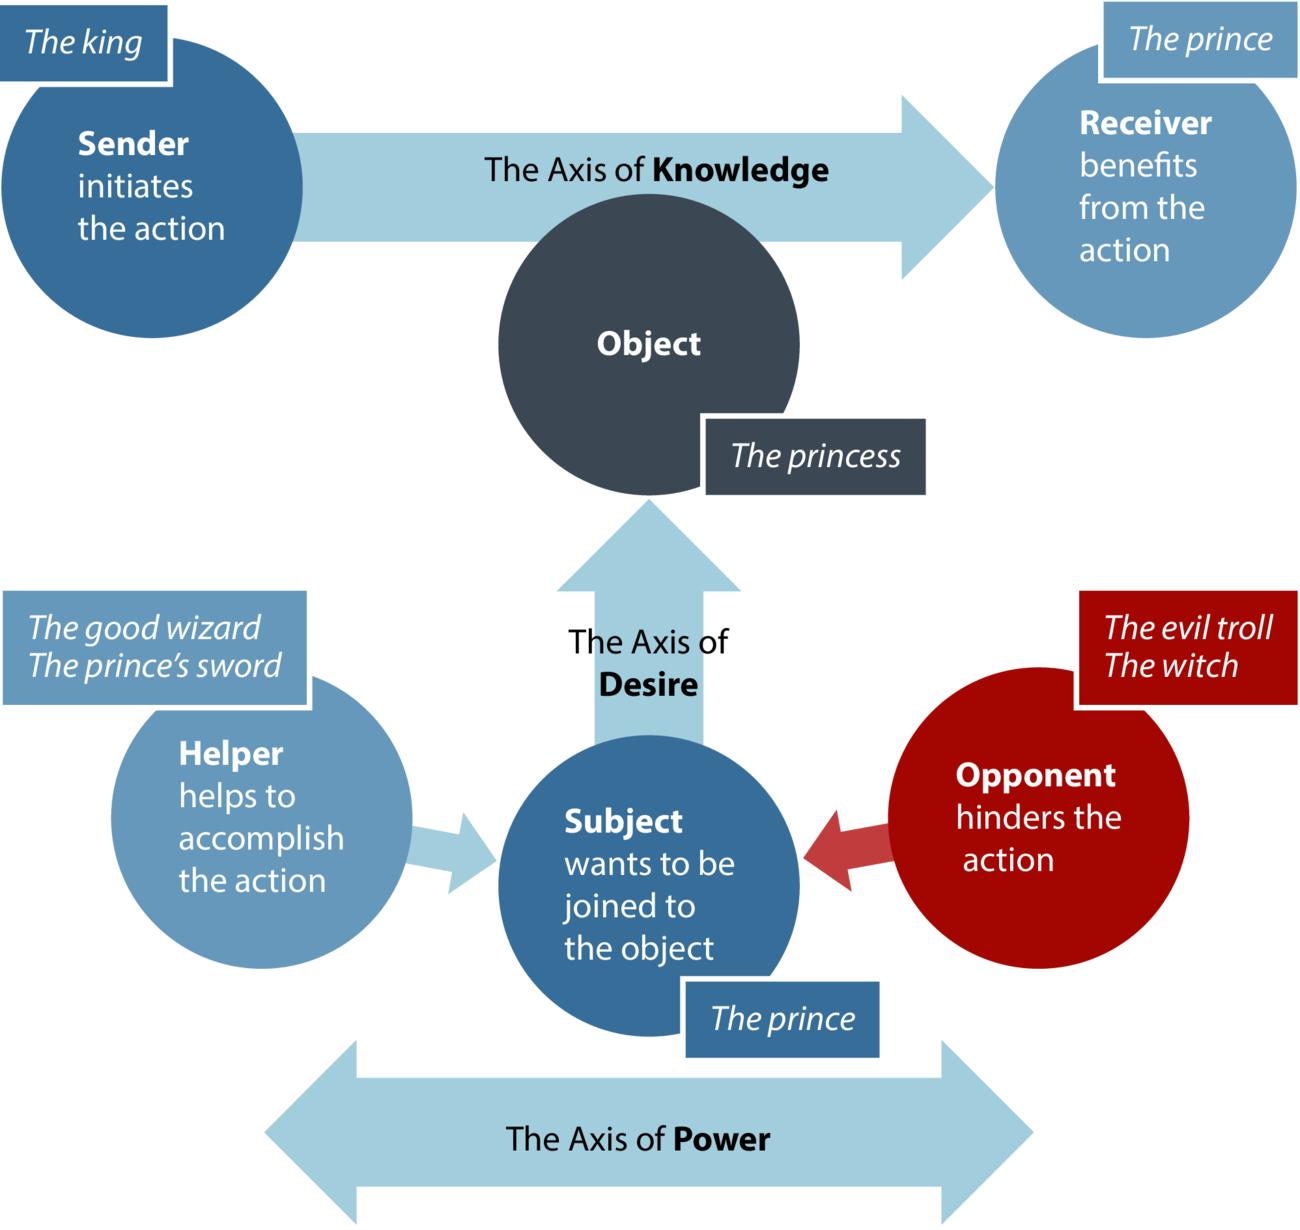 The king
Sender
initiates
the action
The Axis of Knowledge
The prince
Receiver
benefits
from the
action
Object
The princess
The Axis of
Desire
The good wizard
The prince's sword
Helper
helps to
accomplish
the action
Subject
wants to be
joined to
the object
The prince
The evil troll
The witch
Opponent
hinders the
action
The Axis of Power